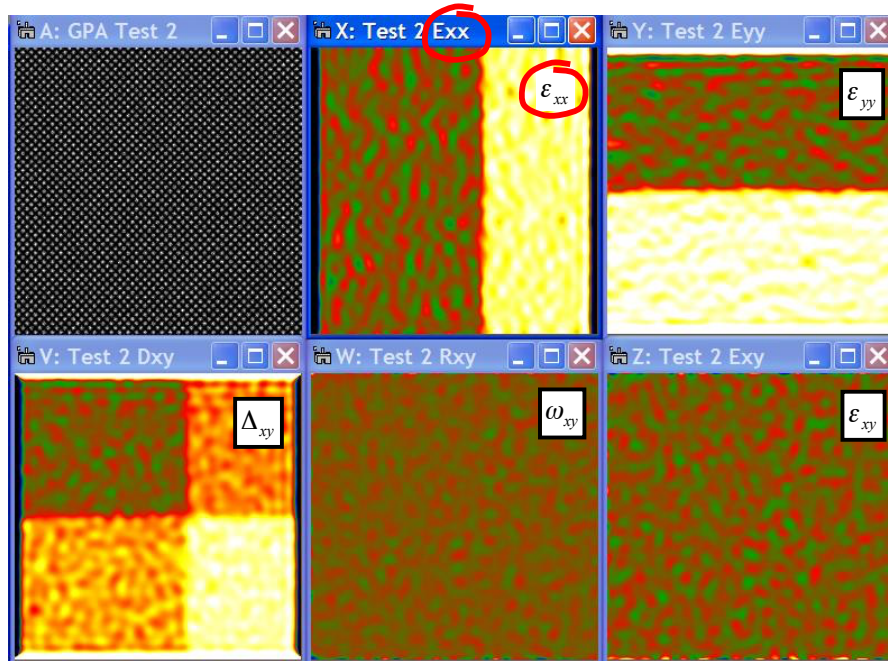 A: GPA Test 2
X: Test 2 Exx
Y: Test 2 Eyy
εxx
εyy
V: Test 2 Dxy
W: Test 2 Rxy
Z: Test 2 Exy
Δxy
ωxy
εxy